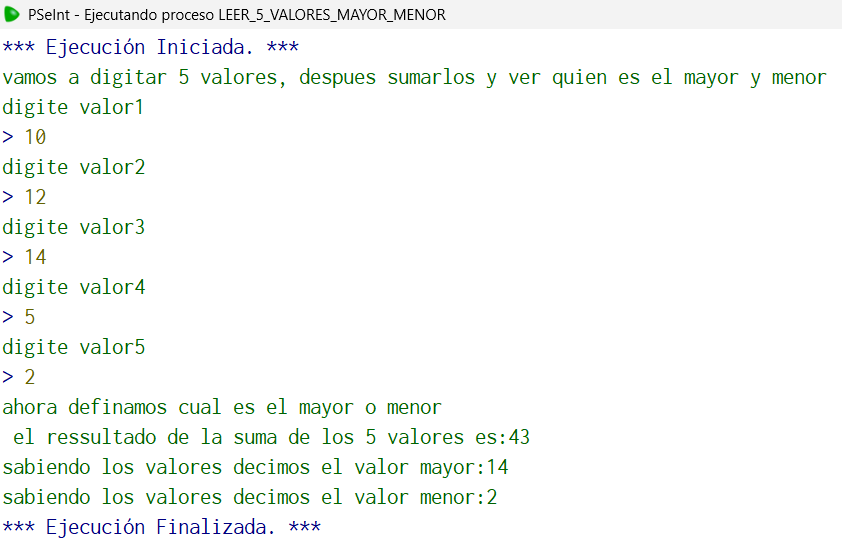 PSeInt - Ejecutando proceso LEER_5_VALORES_MAYOR_MENOR
*** Ejecución Iniciada. ***
vamos a digitar 5 valores, despues sumarlos y ver quien es el mayor y menor
digite valor1
> 10
digite valor2
> 12
digite valor3
> 14
digite valor4
> 5
digite valor5
> 2
ahora definamos cual es el mayor o menor
 el ressultado de la suma de los 5 valores es:43
sabiendo los valores decimos el valor mayor:14
sabiendo los valores decimos el valor menor:2
*** Ejecución Finalizada. ***